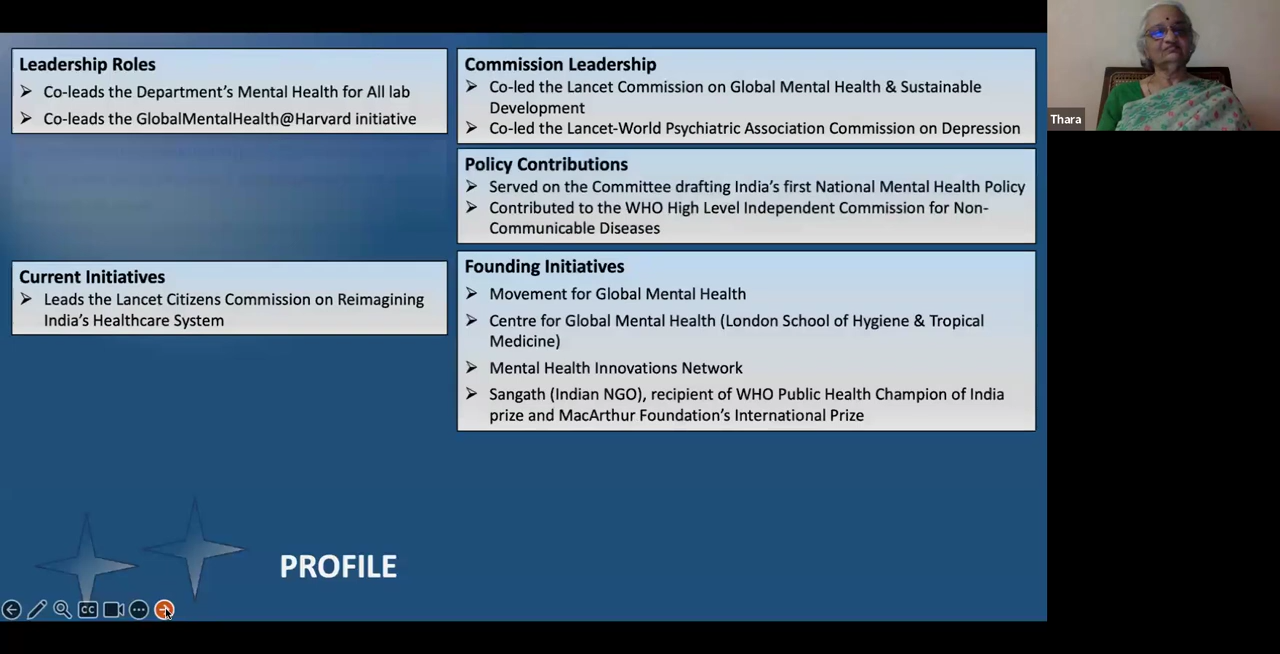 Leadership Roles
➢ Co-leads the Department's Mental Health for All lab
➢ Co-leads the GlobalMentalHealth@Harvard initiative
Current Initiatives
➢ Leads the Lancet Citizens Commission on Reimagining
India's Healthcare System
Commission Leadership
➢ Co-led the Lancet Commission on Global Mental Health & Sustainable
Development
➢ Co-led the Lancet-World Psychiatric Association Commission on Depression
Policy Contributions
➢ Served on the Committee drafting India's first National Mental Health Policy
➢ Contributed to the WHO High Level Independent Commission for Non-
Communicable Diseases
Founding Initiatives
➢ Movement for Global Mental Health
➢ Centre for Global Mental Health (London School of Hygiene & Tropical
Medicine)
➢ Mental Health Innovations Network
➢ Sangath (Indian NGO), recipient of WHO Public Health Champion of India
prize and MacArthur Foundation's International Prize
PROFILE
CC
Thara